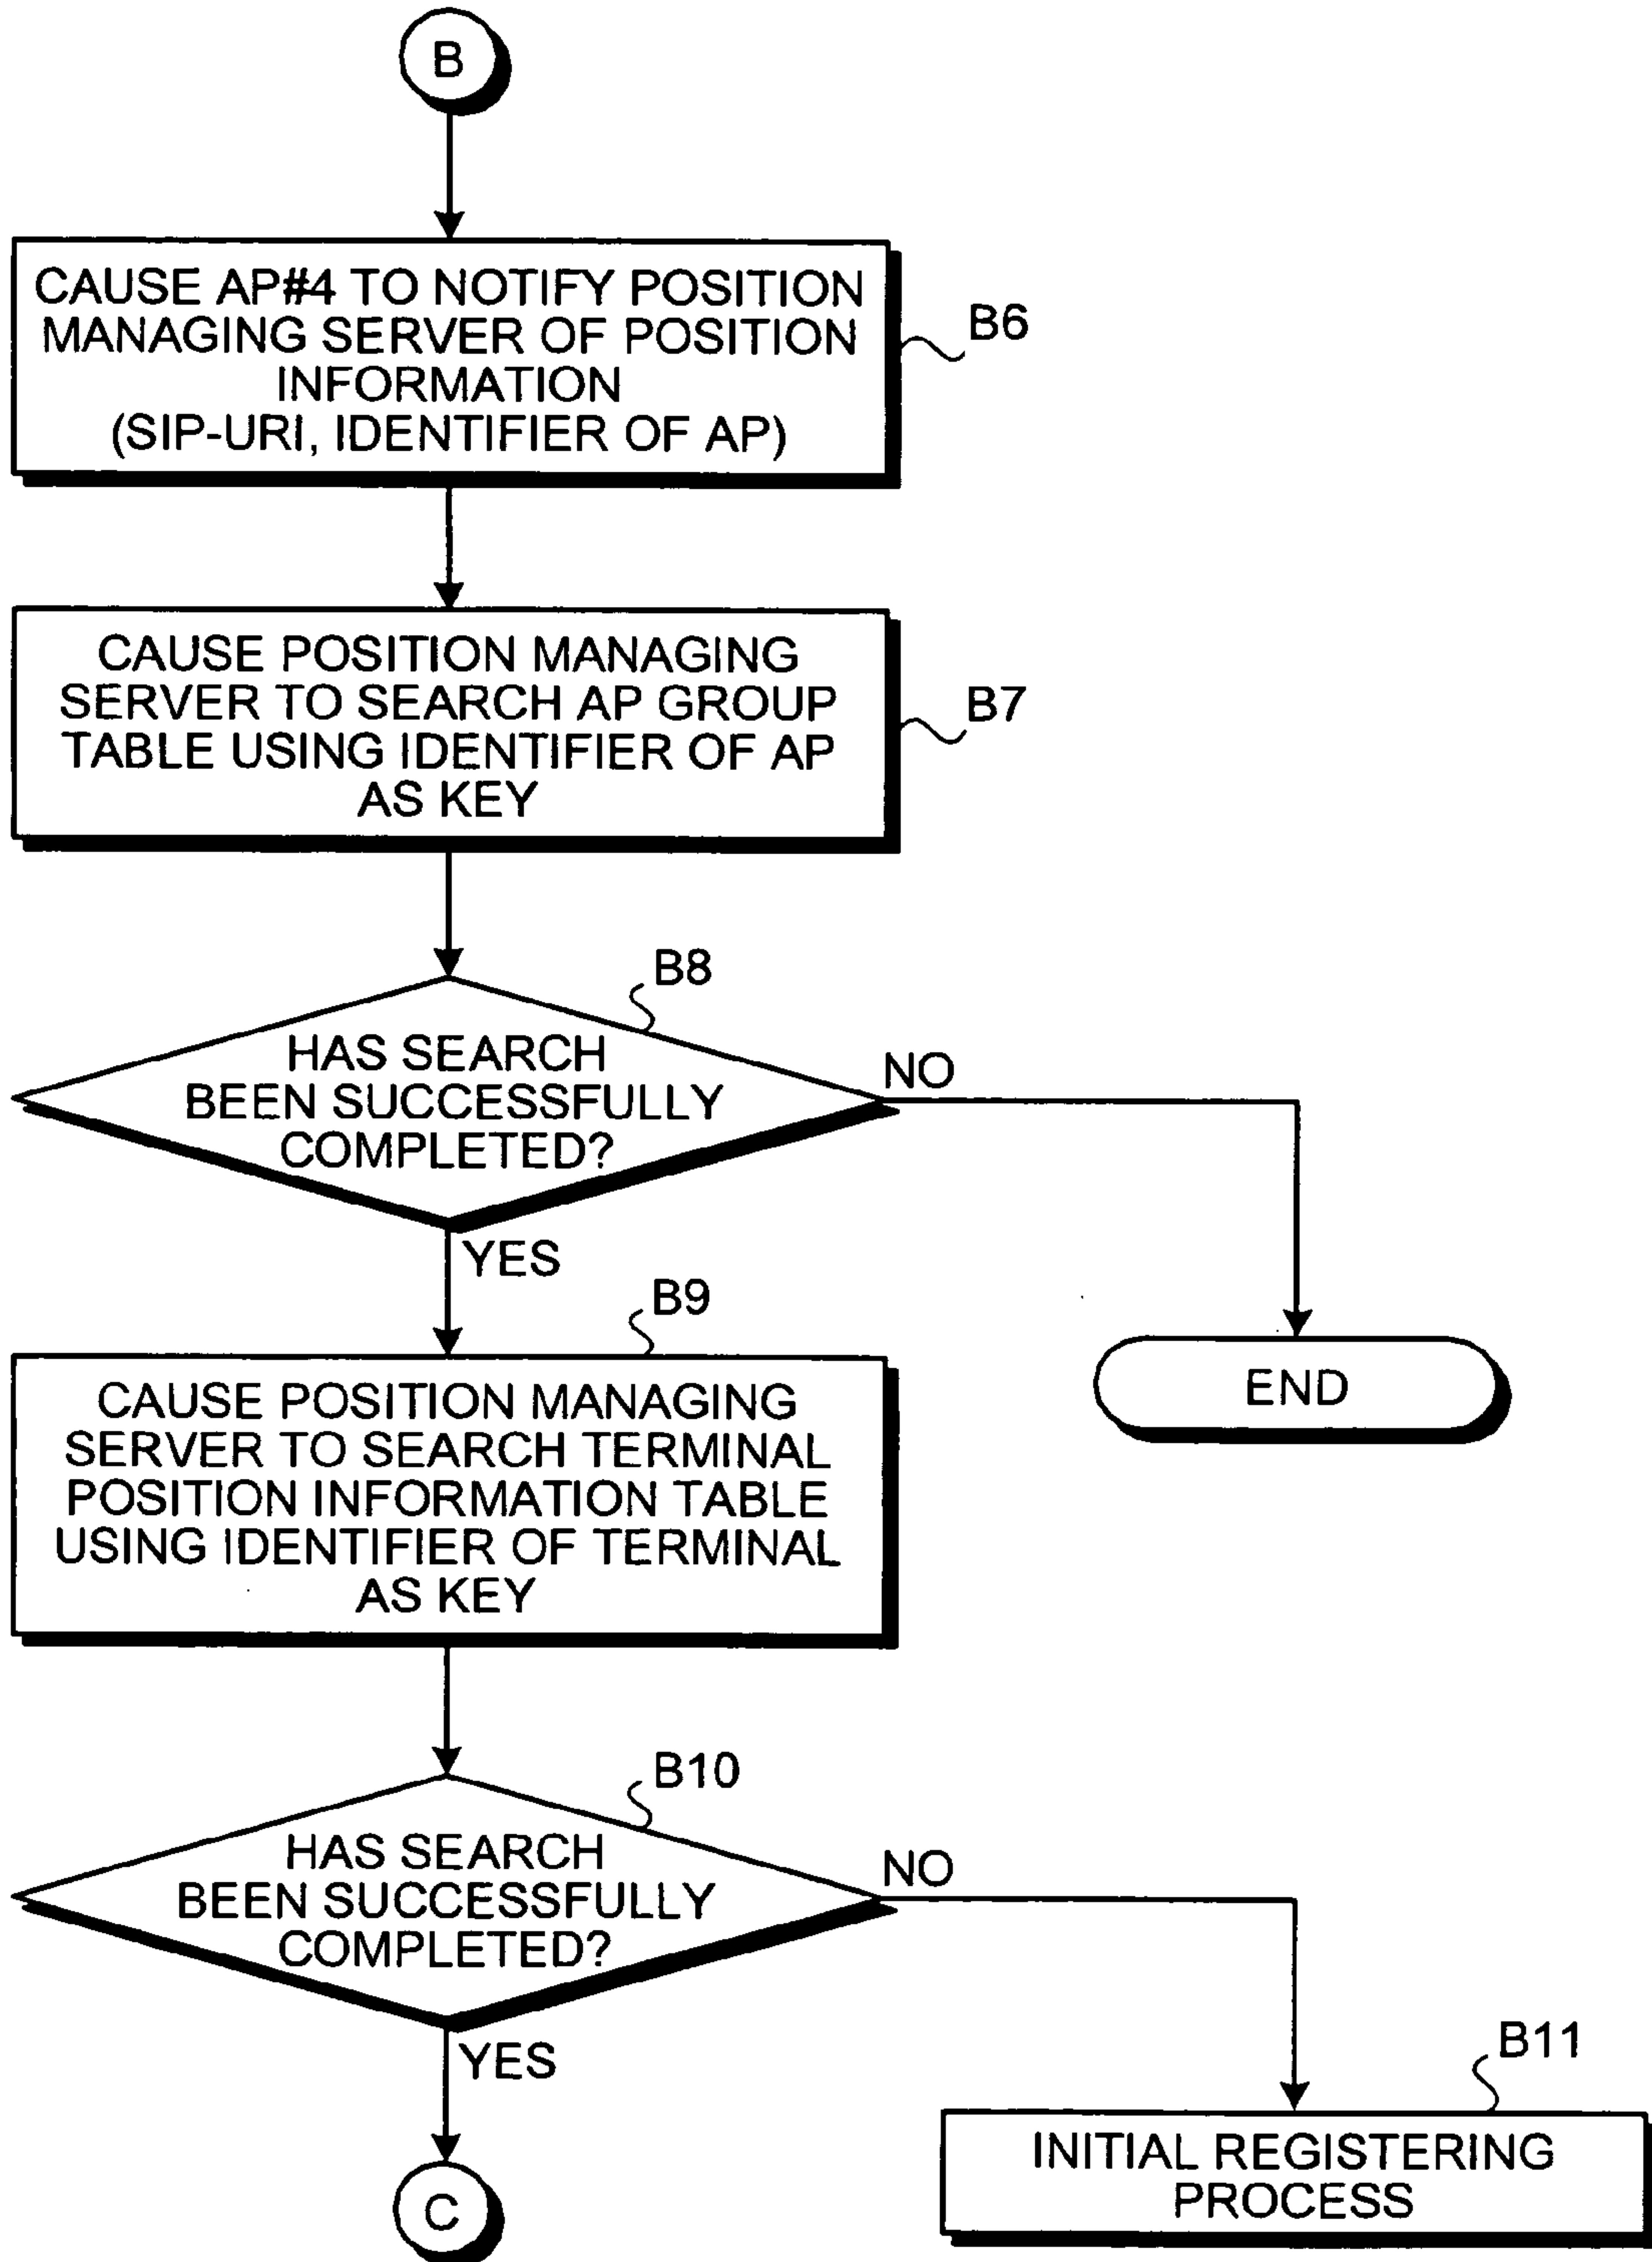 B
CAUSE AP#4 TO NOTIFY POSITION
MANAGING SERVER OF POSITION
INFORMATION
(SIP-URI, IDENTIFIER OF AP)
B6
CAUSE POSITION MANAGING
SERVER TO SEARCH AP GROUP
TABLE USING IDENTIFIER OF AP
AS KEY
B7
B8
HAS SEARCH
BEEN SUCCESSFULLY
COMPLETED?
NO
YES
END
B9
CAUSE POSITION MANAGING
SERVER TO SEARCH TERMINAL
POSITION INFORMATION TABLE
USING IDENTIFIER OF TERMINAL
AS KEY
B10
HAS SEARCH
BEEN SUCCESSFULLY
COMPLETED?
NO
YES
B11
INITIAL REGISTERING
PROCESS
C